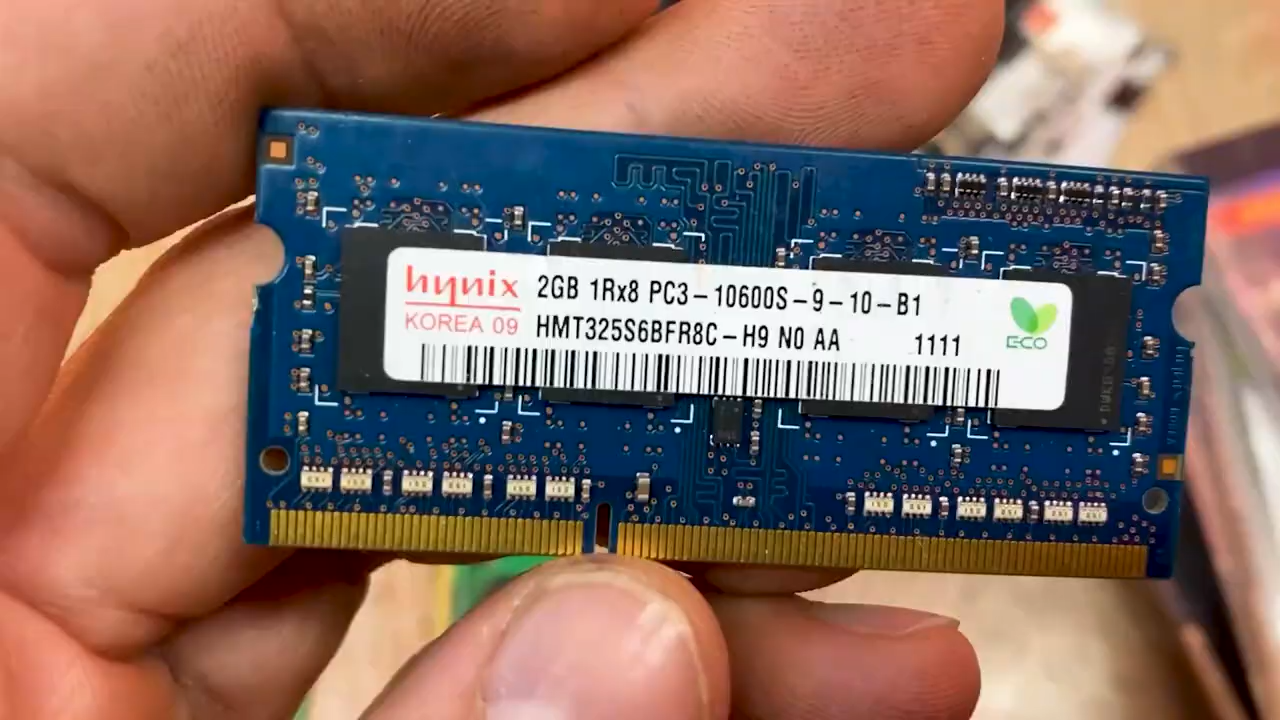 hynix
KOREA 09
2GB 1Rx8 PC3-10600S-9-10-B1
HMT325S6BFR8C-H9 N0 AA 1111
ECO